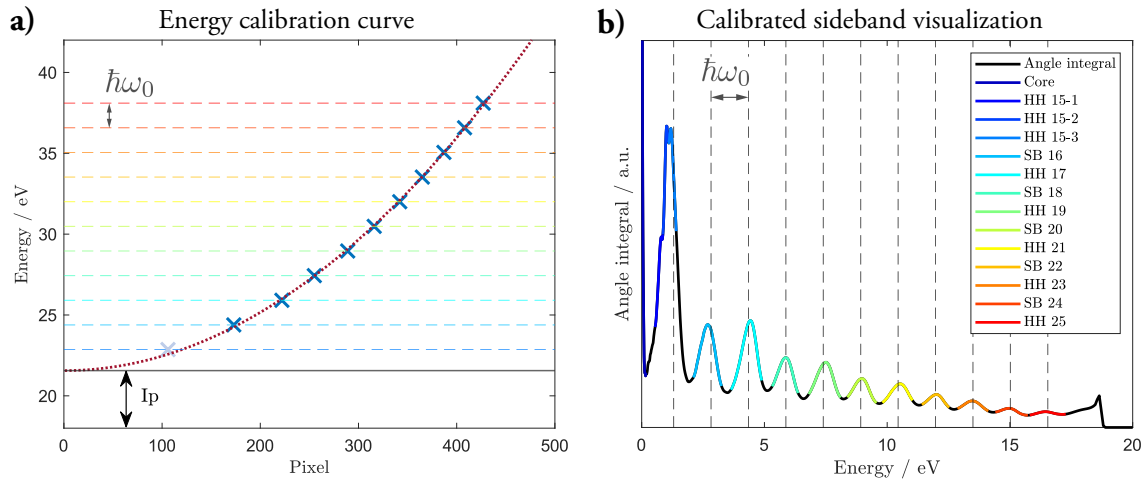 a)
Energy calibration curve
ħω₀
Ip
40
35
30
25
20
0
100
200
300
400
500
Energy / eV
Pixel
b)
Calibrated sideband visualization
ħω₀
Angle integral
Core
HH 15-1
HH 15-2
HH 15-3
SB 16
HH 17
SB 18
HH 19
SB 20
HH 21
SB 22
HH 23
SB 24
HH 25
Angle integral / a.u.
0
5
10
15
20
Energy / eV